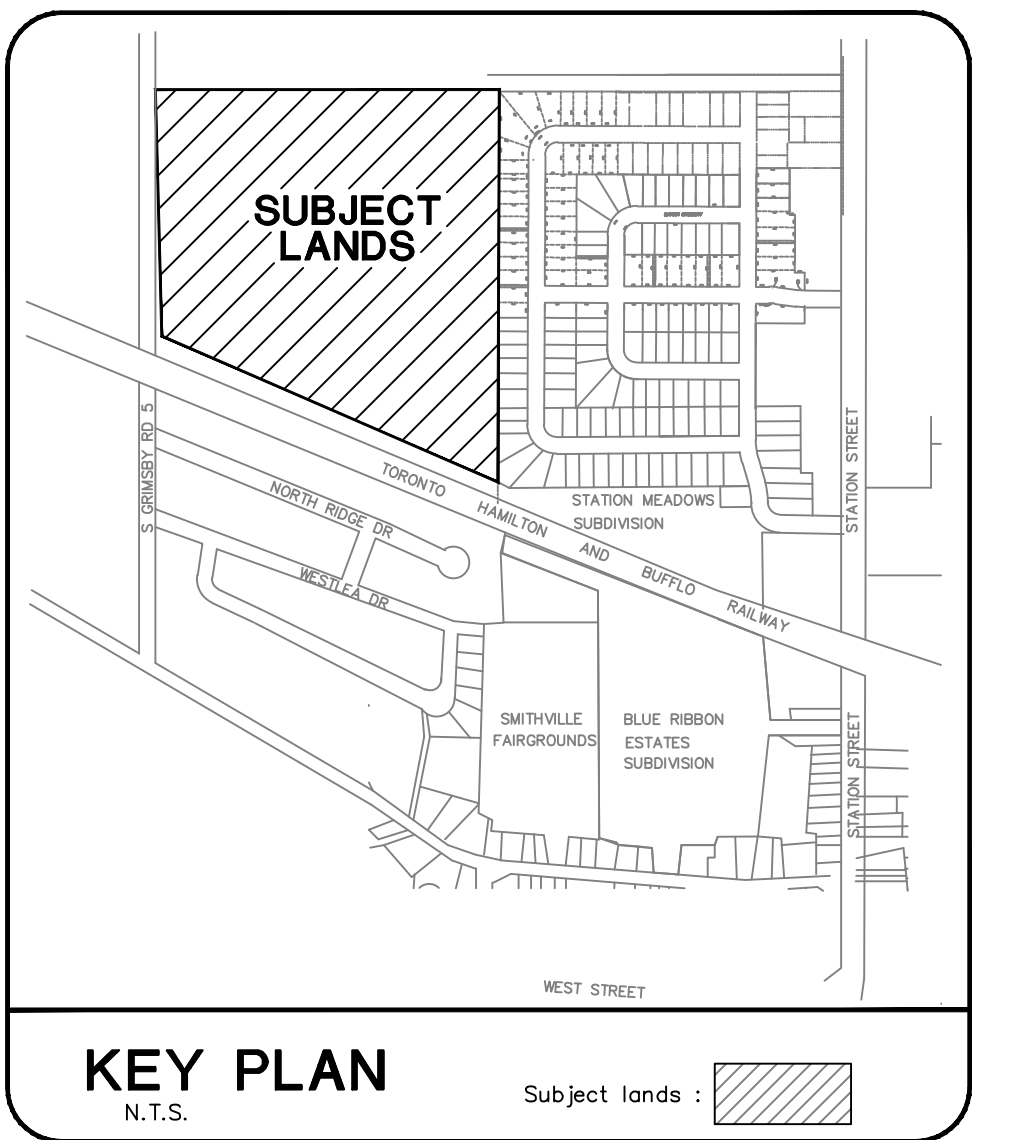 SUBJECT
LANDS
S GRIMSBY RD 5
STATION STREET
TORONTO HAMILTON AND BUFFLO RAILWAY
NORTH RIDGE DR
STATION MEADOWS
SUBDIVISION
WESTLEA DR
SMITHVILLE
FAIRGROUNDS
BLUE RIBBON
ESTATES
SUBDIVISION
STATION STREET
WEST STREET
KEY PLAN
N.T.S.
Subject lands :